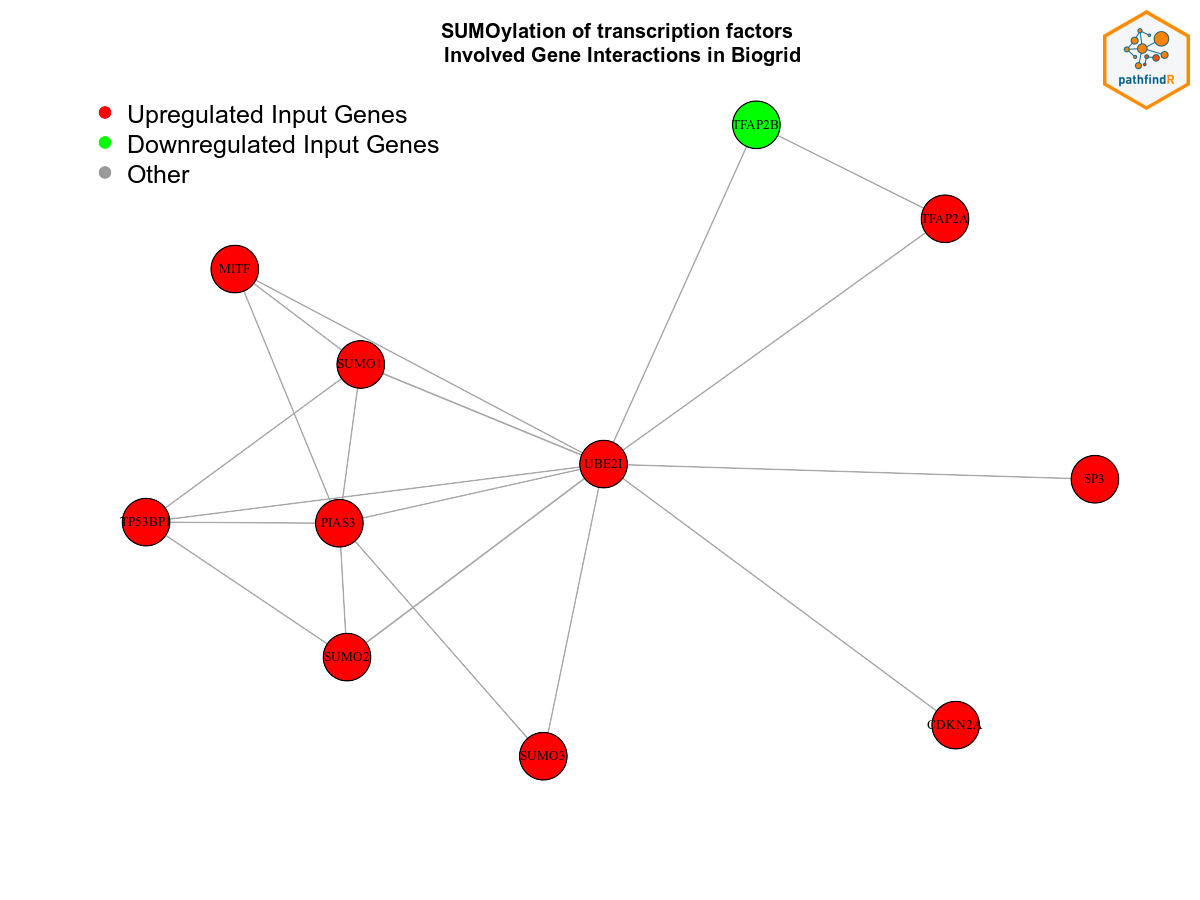 SUMOylation of transcription factors
Involved Gene Interactions in Biogrid
pathfindR
Upregulated Input Genes
Downregulated Input Genes
Other
TFAP2B
TFAP2A
MITF
SUMO1
UBE2I
SP3
TP53BP1
PIAS3
SUMO2
CDKN2A
SUMO3